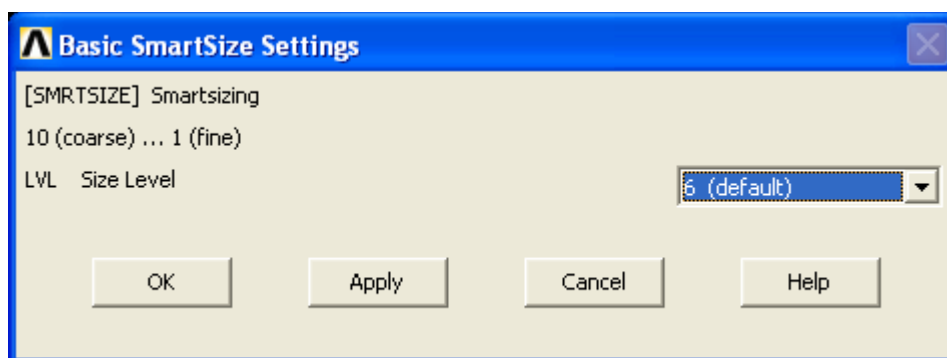 Basic SmartSize Settings
[SMRTSIZE] Smartsizing
10 (coarse) ... 1 (fine)
LVL Size Level 6 (default)
OK Apply Cancel Help